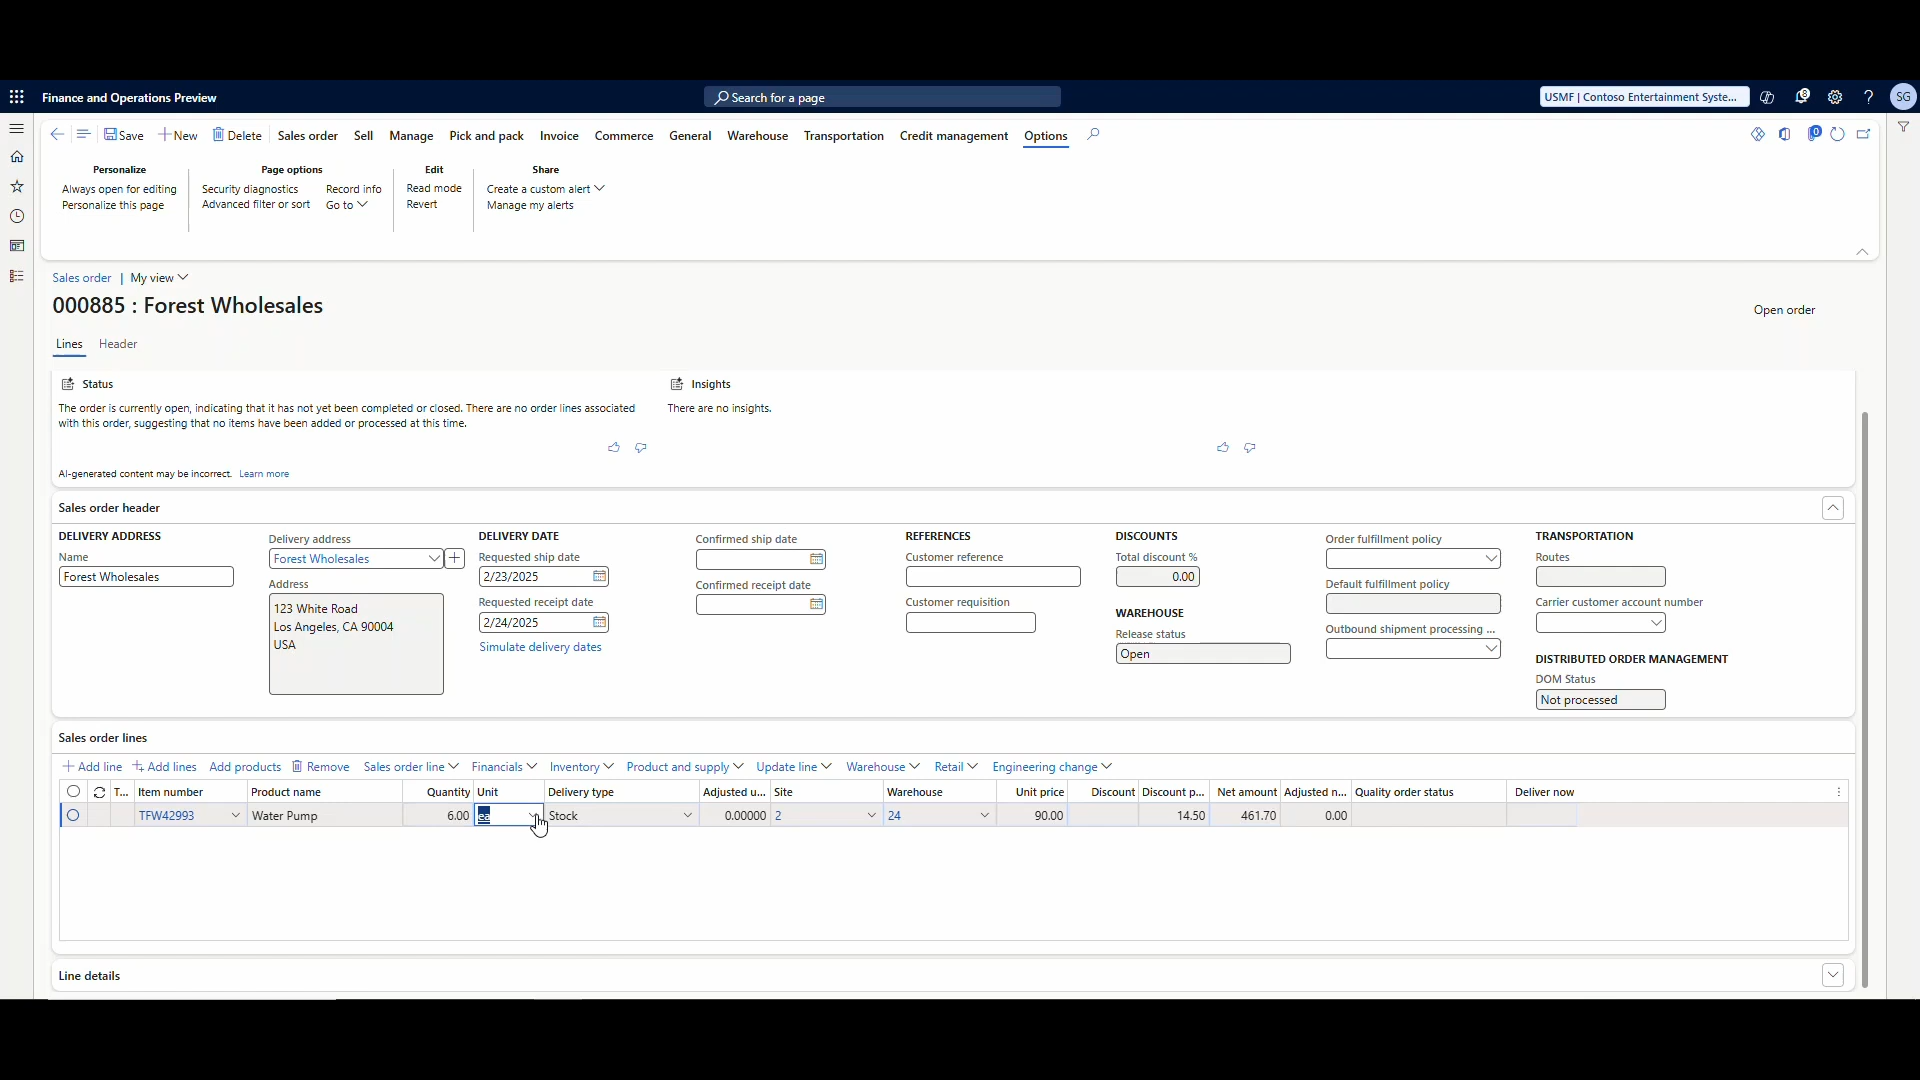 Finance and Operations Preview
Search for a page
USMF | Contoso Entertainment Syste...
8
SG
Save
New
Delete
Sales order
Sell
Manage
Pick and pack
Invoice
Commerce
General
Warehouse
Transportation
Credit management
Options
0
Personalize
Always open for editing
Personalize this page
Page options
Security diagnostics
Advanced filter or sort
Record info
Go to
Edit
Read mode
Revert
Share
Create a custom alert
Manage my alerts
Sales order | My view
000885 : Forest Wholesales
Open order
Lines
Header
Status
The order is currently open, indicating that it has not yet been completed or closed. There are no order lines associated
with this order, suggesting that no items have been added or processed at this time.
Insights
There are no insights.
AI-generated content may be incorrect. Learn more
Sales order header
DELIVERY ADDRESS
Name
Forest Wholesales
Delivery address
Forest Wholesales
Address
123 White Road
Los Angeles, CA 90004
USA
DELIVERY DATE
Requested ship date
2/23/2025
Requested receipt date
2/24/2025
Simulate delivery dates
Confirmed ship date
Confirmed receipt date
REFERENCES
Customer reference
Customer requisition
DISCOUNTS
Total discount %
0.00
WAREHOUSE
Release status
Open
Order fulfillment policy
Default fulfillment policy
Outbound shipment processing ...
TRANSPORTATION
Routes
Carrier customer account number
DISTRIBUTED ORDER MANAGEMENT
DOM Status
Not processed
Sales order lines
Add line
Add lines
Add products
Remove
Sales order line
Financials
Inventory
Product and supply
Update line
Warehouse
Retail
Engineering change
T... Item number Product name Quantity Unit Delivery type Adjusted u... Site Warehouse Unit price Discount Discount p... Net amount Adjusted n... Quality order status Deliver now
TFW42993 Water Pump 6.00 ea Stock 0.00000 2 24 90.00 14.50 461.70 0.00
Line details